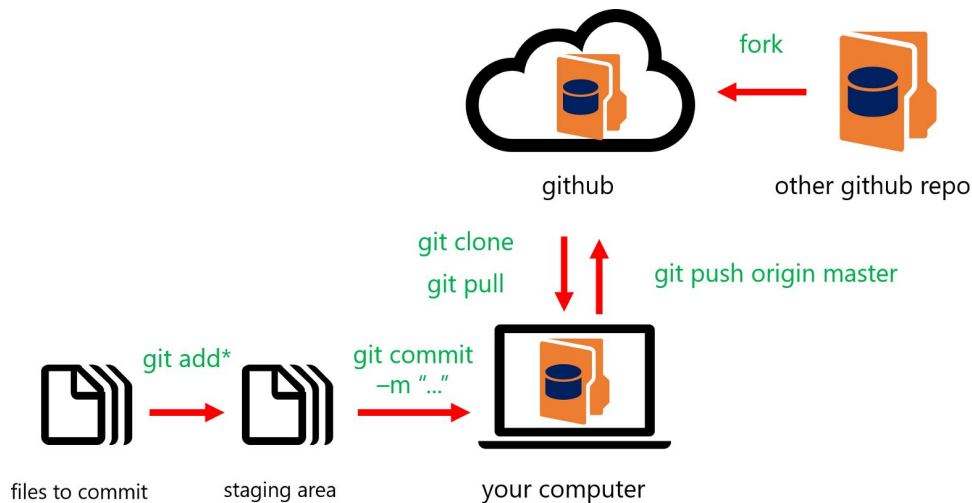 fork
github
other github repo
git clone
git pull
git push origin master
git add*
git commit
–m “...”
files to commit
staging area
your computer